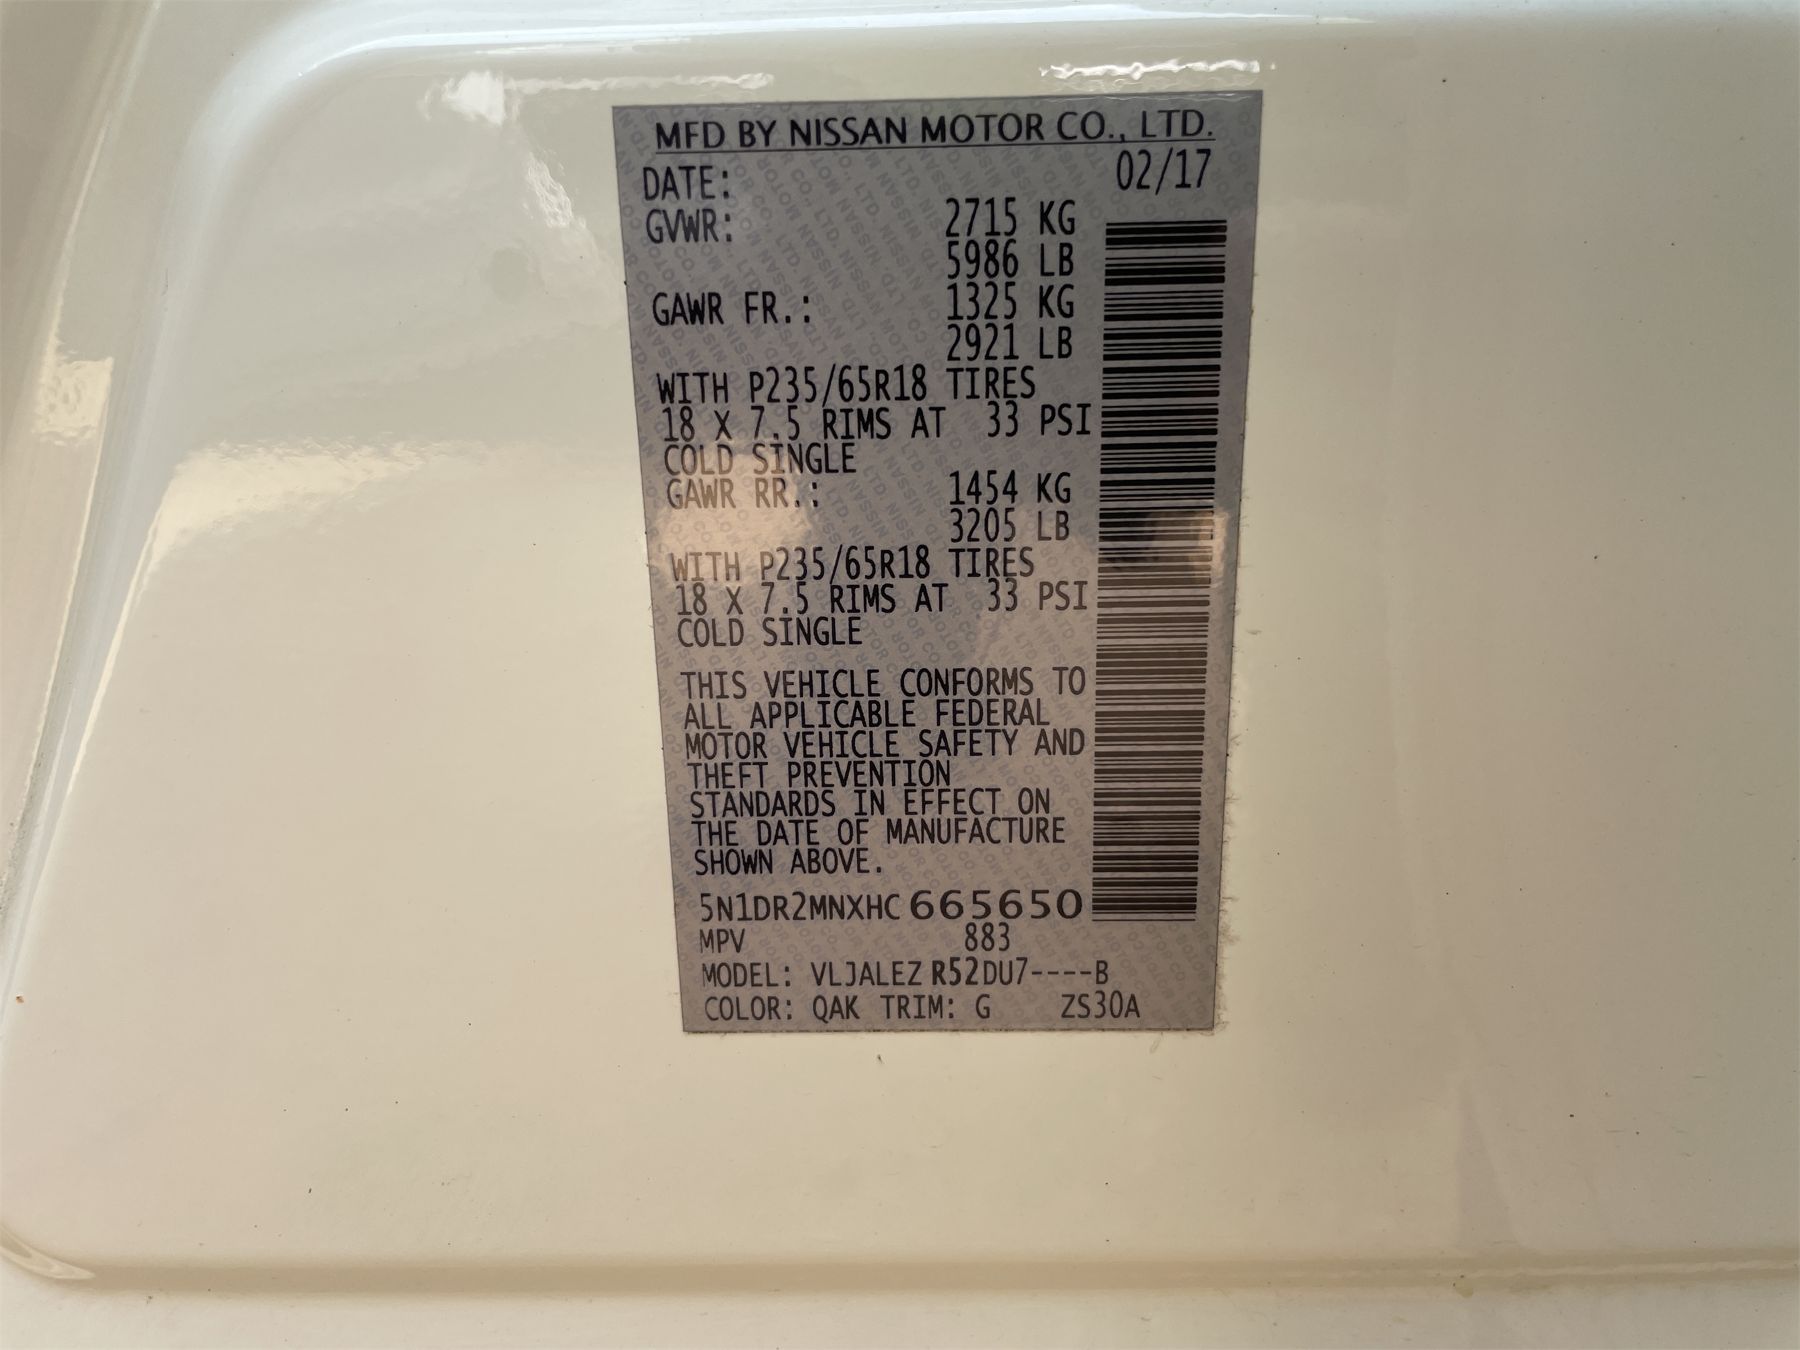 MFD BY NISSAN MOTOR CO., LTD.
DATE: 02/17
GVWR: 2715 KG
5986 LB
GAWR FR.: 1325 KG
2921 LB
WITH P235/65R18 TIRES
18 X 7.5 RIMS AT 33 PSI
COLD SINGLE
GAWR RR.: 1454 KG
3205 LB
WITH P235/65R18 TIRES
18 X 7.5 RIMS AT 33 PSI
COLD SINGLE
THIS VEHICLE CONFORMS TO
ALL APPLICABLE FEDERAL
MOTOR VEHICLE SAFETY AND
THEFT PREVENTION
STANDARDS IN EFFECT ON
THE DATE OF MANUFACTURE
SHOWN ABOVE.
5N1DR2MNXHC665650
MPV 883
MODEL: VLJALEZ R52DU7----B
COLOR: QAK TRIM: G ZS30A